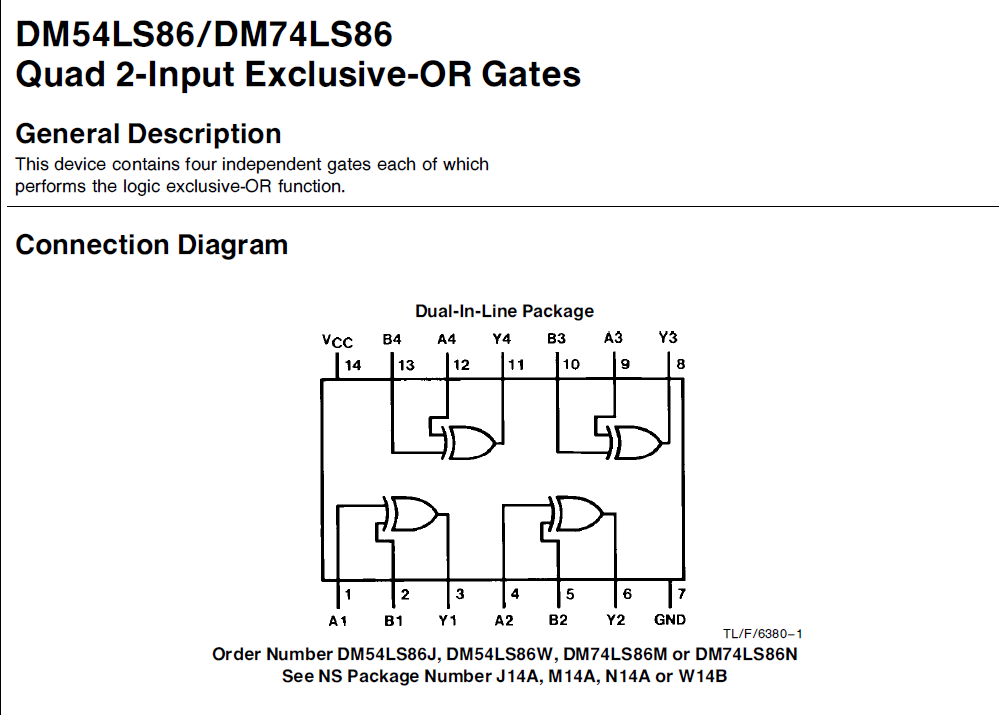 DM54LS86/DM74LS86
Quad 2-Input Exclusive-OR Gates
General Description
This device contains four independent gates each of which
performs the logic exclusive-OR function.
Connection Diagram
Dual-In-Line Package
VCC B4 A4 Y4 B3 A3 Y3
14 13 12 11 10 9 8
1 2 3 4 5 6 7
A1 B1 Y1 A2 B2 Y2 GND
TL/F/6380–1
Order Number DM54LS86J, DM54LS86W, DM74LS86M or DM74LS86N
See NS Package Number J14A, M14A, N14A or W14B